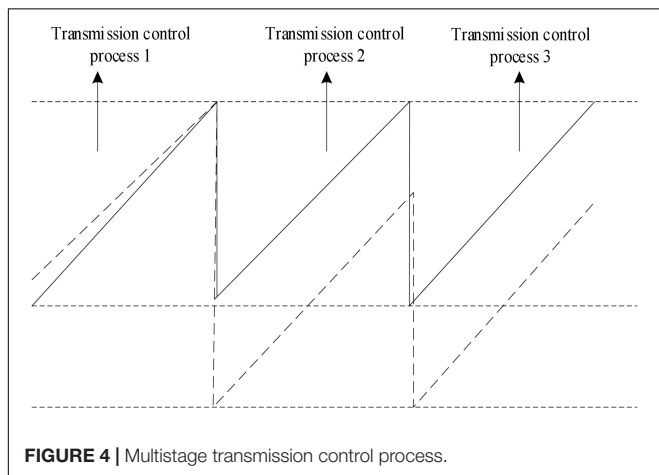 Transmission control
process 1
Transmission control
process 2
Transmission control
process 3
FIGURE 4 | Multistage transmission control process.